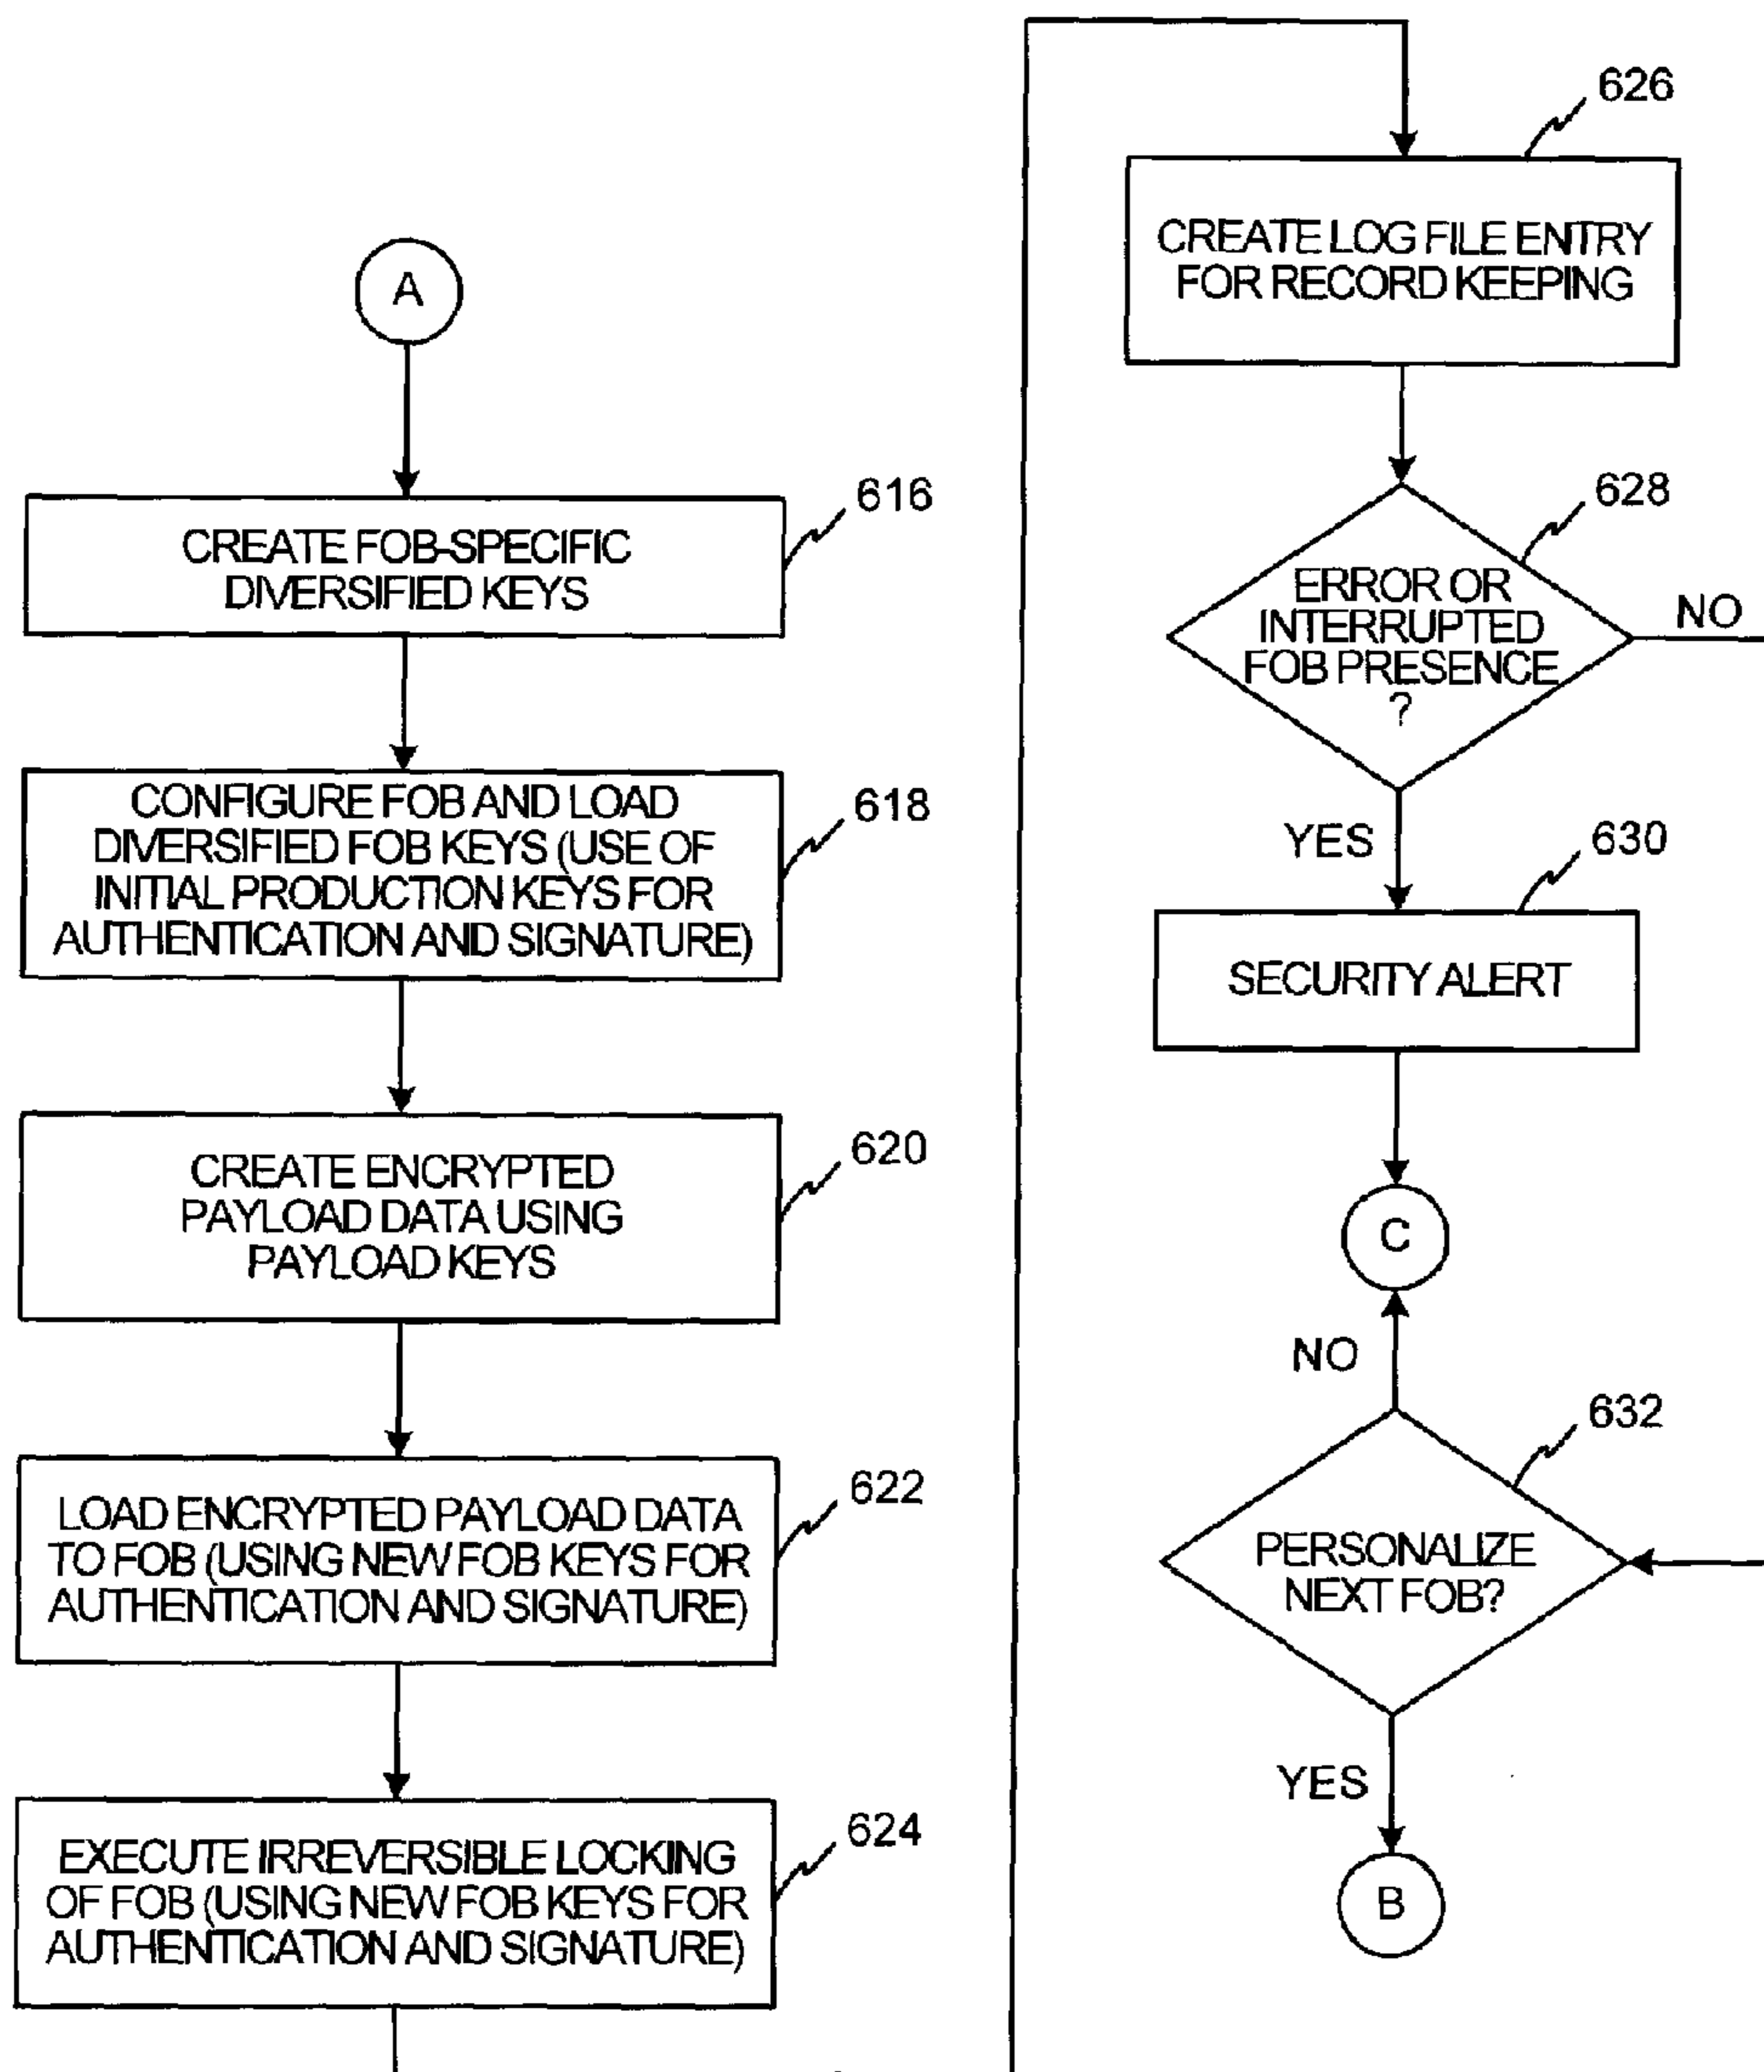 A
616
CREATE FOB-SPECIFIC
DIVERSIFIED KEYS
618
CONFIGURE FOB AND LOAD
DIVERSIFIED FOB KEYS (USE OF
INITIAL PRODUCTION KEYS FOR
AUTHENTICATION AND SIGNATURE)
620
CREATE ENCRYPTED
PAYLOAD DATA USING
PAYLOAD KEYS
622
LOAD ENCRYPTED PAYLOAD DATA
TO FOB (USING NEW FOB KEYS FOR
AUTHENTICATION AND SIGNATURE)
624
EXECUTE IRREVERSIBLE LOCKING
OF FOB (USING NEW FOB KEYS FOR
AUTHENTICATION AND SIGNATURE)
626
CREATE LOG FILE ENTRY
FOR RECORD KEEPING
628
ERROR OR
INTERRUPTED
FOB PRESENCE
?
NO
YES
630
SECURITY ALERT
C
NO
632
PERSONALIZE
NEXT FOB?
YES
B